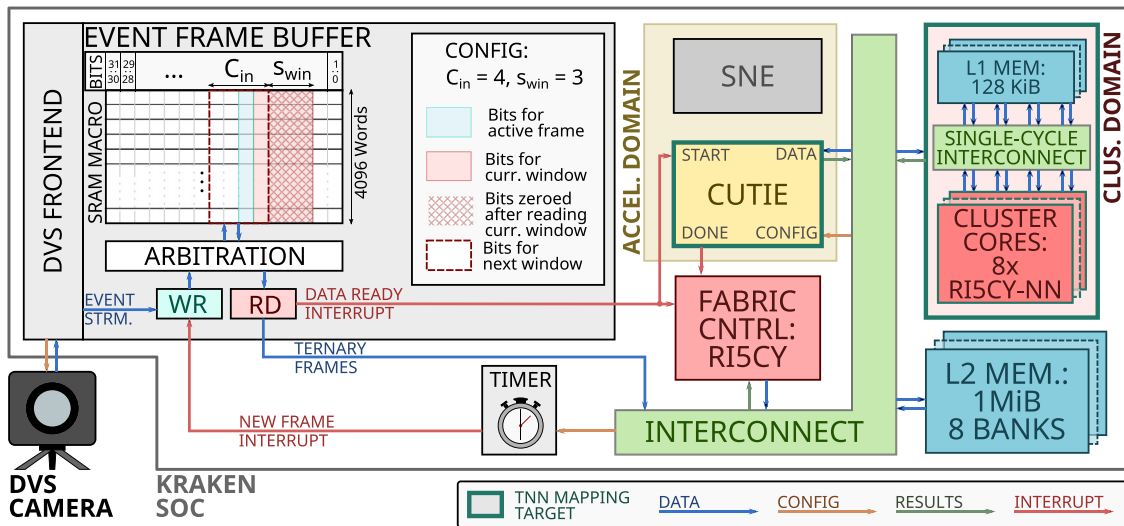 EVENT FRAME BUFFER
BITS
31
30
29
28
...
Cin
swin
1
0
SRAM MACRO
4096 Words
DVS FRONTEND
ARBITRATION
EVENT
STRM.
WR
RD
DATA READY
INTERRUPT
TERNARY
FRAMES
NEW FRAME
INTERRUPT
CONFIG:
Cin = 4, swin = 3
Bits for
active frame
Bits for
curr. window
Bits zeroed
after reading
curr. window
Bits for
next window
TIMER
ACCEL. DOMAIN
SNE
START
DATA
CUTIE
DONE
CONFIG
FABRIC
CNTRL:
RI5CY
INTERCONNECT
CLUS. DOMAIN
L1 MEM:
128 KiB
SINGLE-CYCLE
INTERCONNECT
CLUSTER
CORES:
8x
RI5CY-NN
L2 MEM.:
1MiB
8 BANKS
DVS
CAMERA
KRAKEN
SOC
TNN MAPPING
TARGET
DATA
CONFIG
RESULTS
INTERRUPT